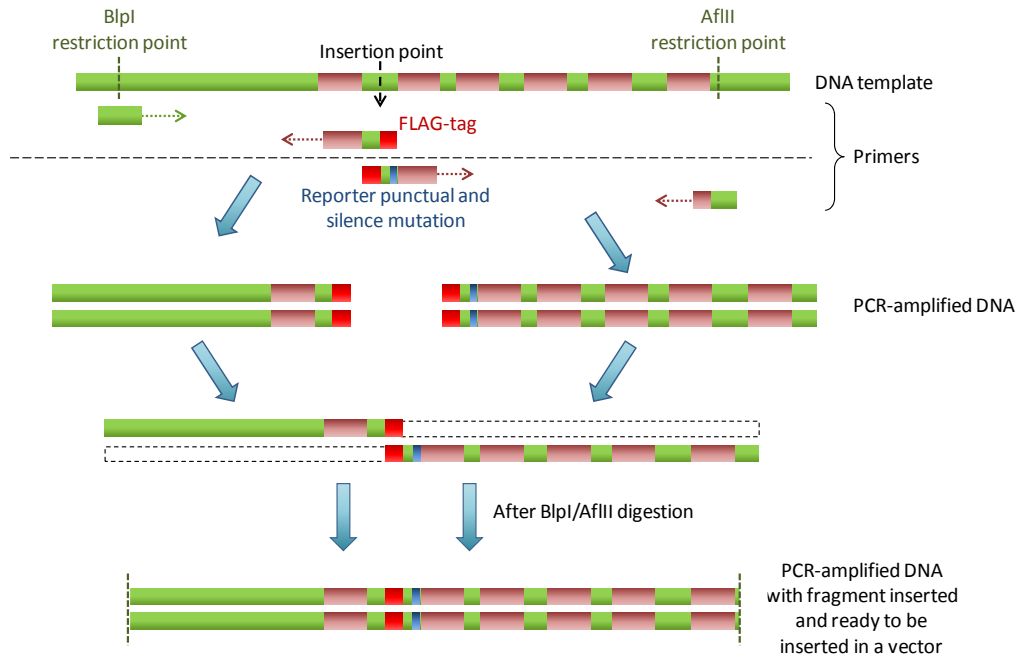 BlpI
restriction point
Insertion point
AflII
restriction point
DNA template
FLAG-tag
Primers
Reporter punctual and
silence mutation
PCR-amplified DNA
After BlpI/AflII digestion
PCR-amplified DNA
with fragment inserted
and ready to be
inserted in a vector